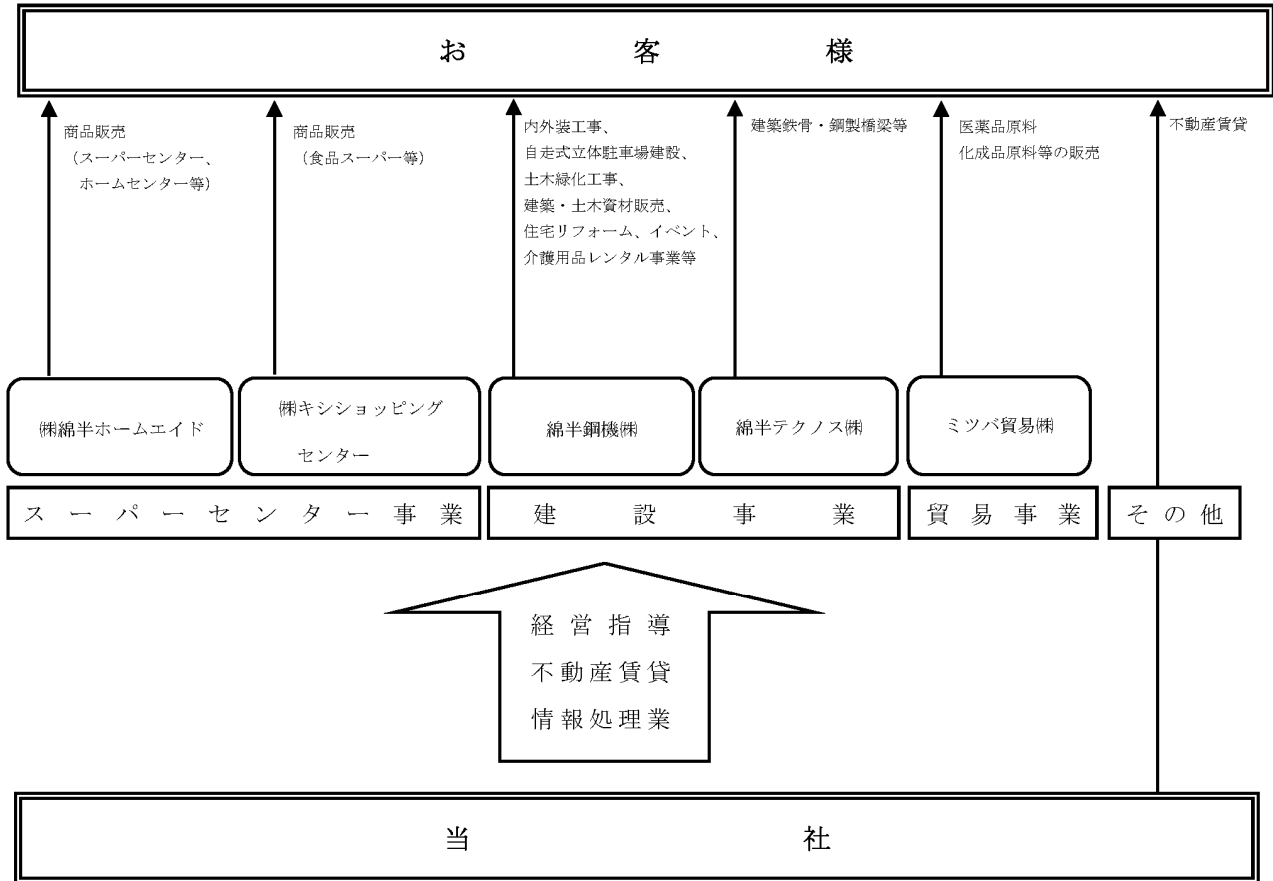 お客様
商品販売
（スーパーセンター、
ホームセンター等）
商品販売
（食品スーパー等）
内外装工事、
自走式立体駐車場建設、
土木緑化工事、
建築・土木資材販売、
住宅リフォーム、イベント、
介護用品レンタル事業等
建築鉄骨・鋼製橋梁等
医薬品原料
化成品原料等の販売
不動産賃貸
㈱綿半ホームエイド
㈱キシショッピング
センター
綿半鋼機㈱
綿半テクノス㈱
ミツバ貿易㈱
スーパーセンター事業
建設事業
貿易事業
その他
経営指導
不動産賃貸
情報処理業
当社